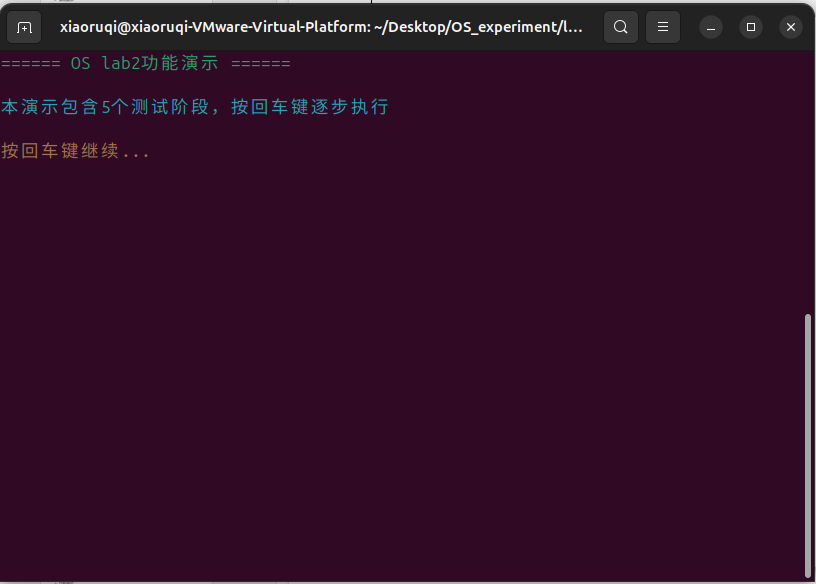 xiaoruqi@xiaoruqi-VMware-Virtual-Platform: ~/Desktop/OS_experiment/l...
====== OS lab2功能演示 ======
本演示包含5个测试阶段，按回车键逐步执行
按回车键继续...